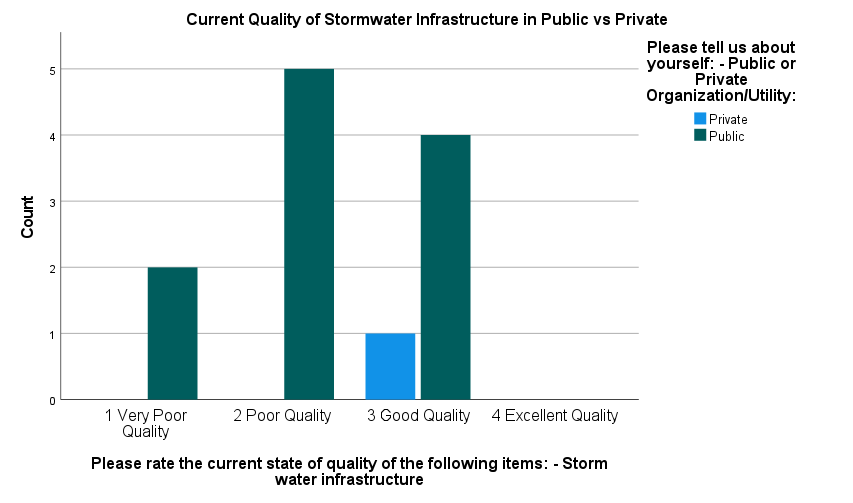 Current Quality of Stormwater Infrastructure in Public vs Private
Please tell us about
yourself: - Public or
Private
Organization/Utility:
Private
Public
Count
5
4
3
2
1
0
1 Very Poor
Quality
2 Poor Quality
3 Good Quality
4 Excellent Quality
Please rate the current state of quality of the following items: - Storm
water infrastructure